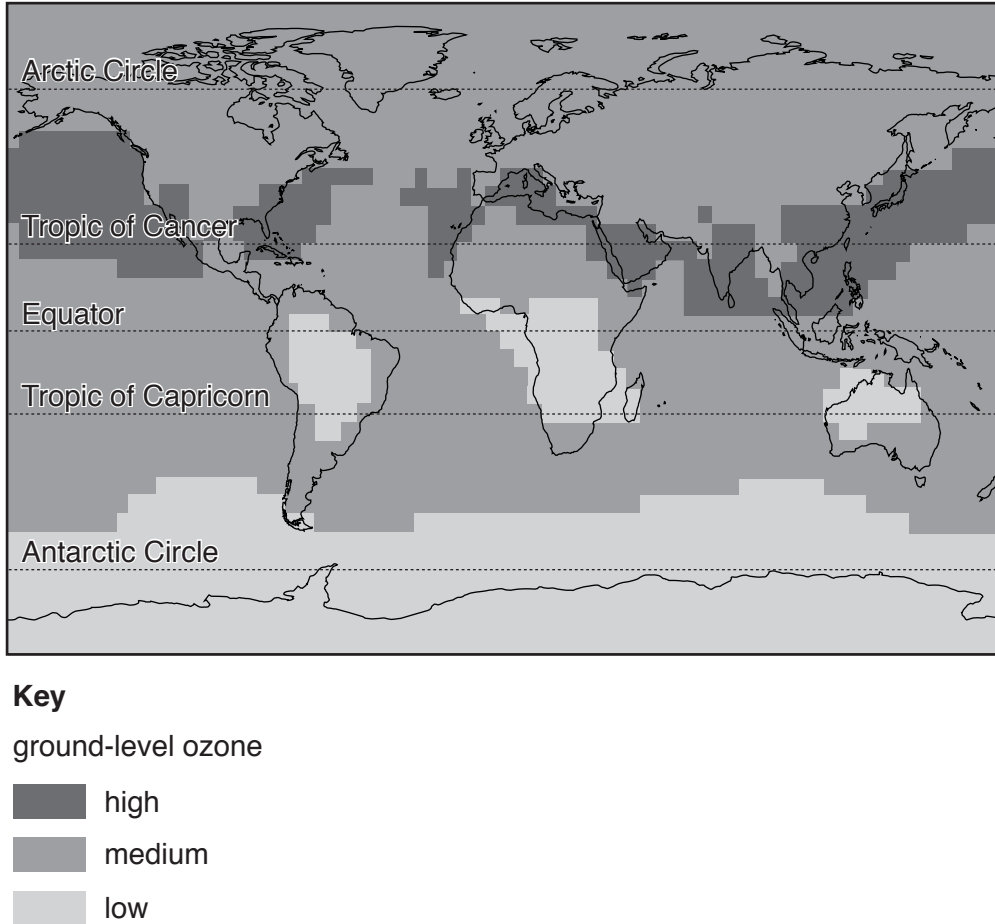 Arctic Circle
Tropic of Cancer
Equator
Tropic of Capricorn
Antarctic Circle
Key
ground-level ozone
high
medium
low